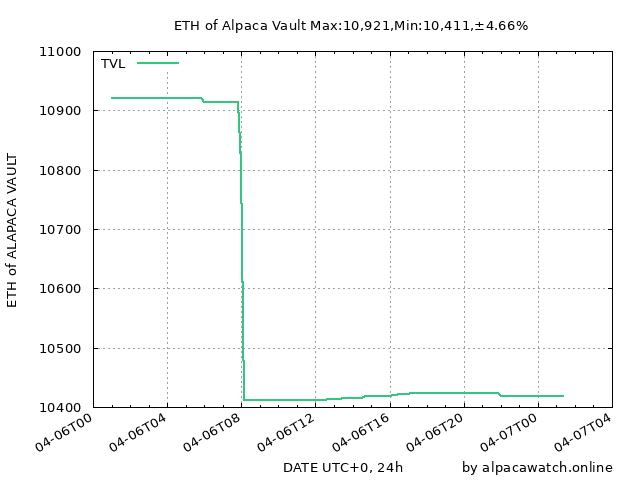 ETH of Alpaca Vault Max:10,921,Min:10,411,±4.66%
TVL
ETH of ALAPACA VAULT
11000
10900
10800
10700
10600
10500
10400
04-06T00
04-06T04
04-06T08
04-06T12
04-06T16
04-06T20
04-07T00
04-07T04
DATE UTC+0, 24h
by alpacawatch.online